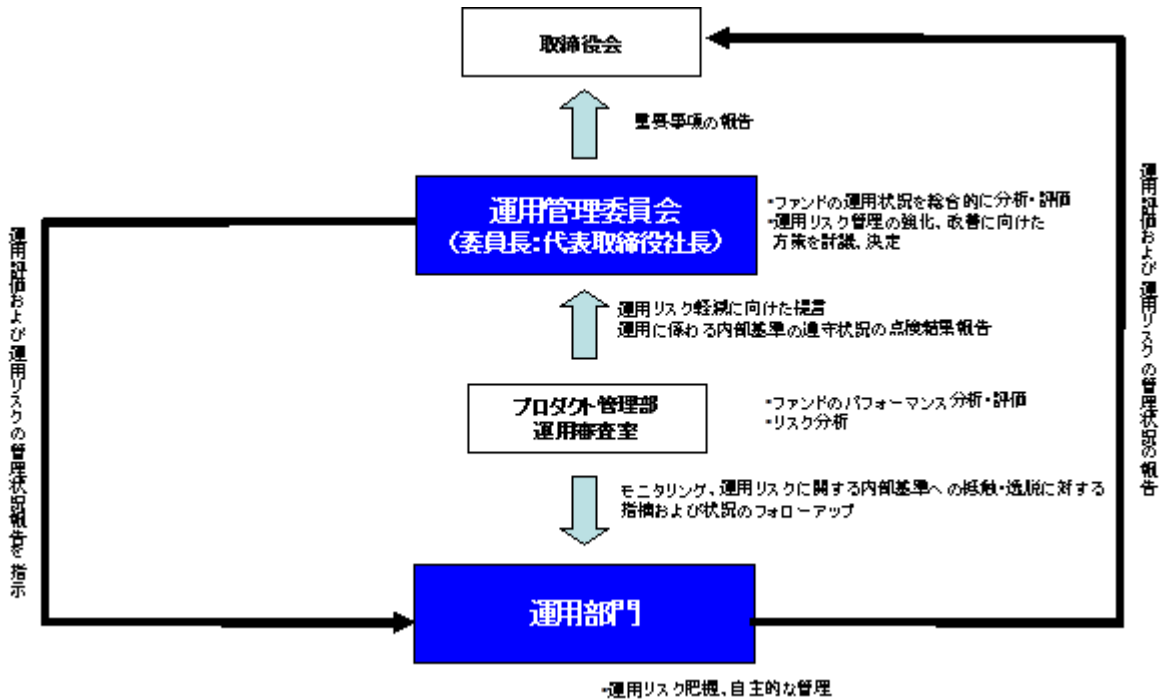 取締役会
重要事項の報告
運用管理委員会
（委員長：代表取締役社長）
・ファンドの運用状況を総合的に分析・評価
・運用リスク管理の強化、改善に向けた
方策を討議、決定
運用リスク軽減に向けた提言
運用に係わる内部基準の遵守状況の点検結果報告
プロダクト管理部
運用審査室
・ファンドのパフォーマンス分析・評価
・リスク分析
モニタリング、運用リスクに関する内部基準への抵触・逸脱に対する
指摘および状況のフォローアップ
運用部門
・運用リスク把握、自主的な管理
運用評価および運用リスクの管理状況報告を指示
運用評価および運用リスクの管理状況の報告